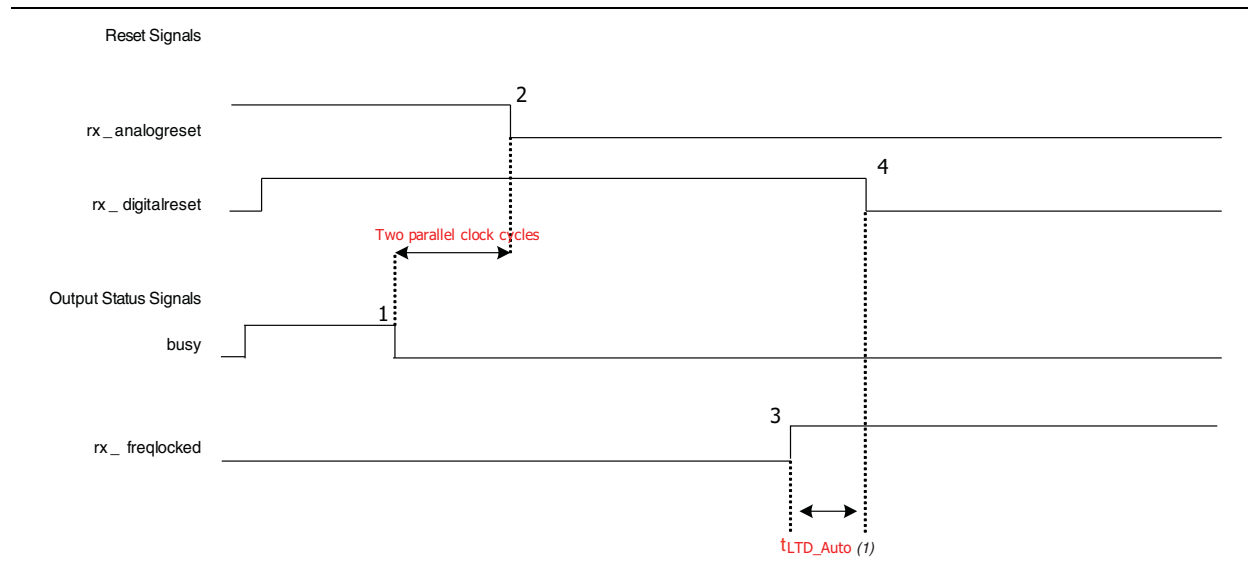 Reset Signals
2
rx _ analogreset
4
rx _ digitalreset
Two parallel clock cycles
Output Status Signals
1
busy
3
rx _ freqlocked
tLTD_Auto (1)